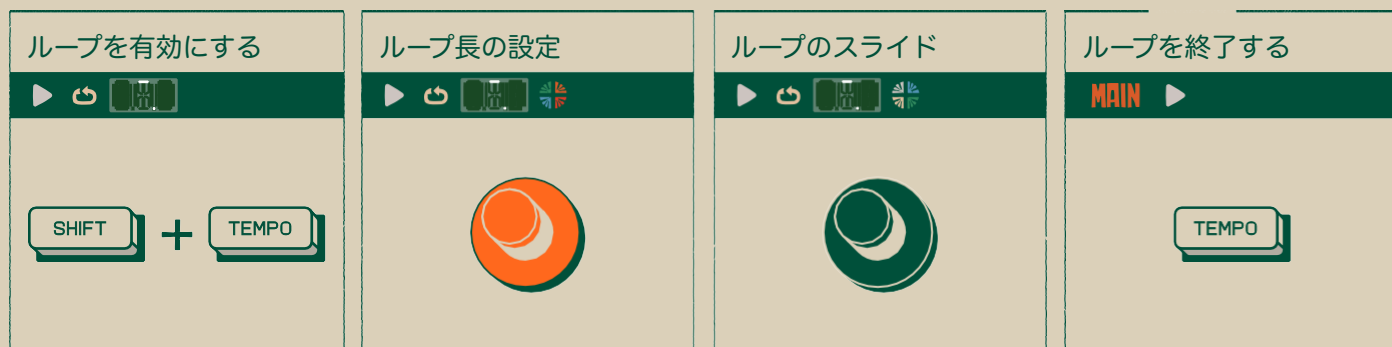 ループを有効にする
SHIFT + TEMPO
ループ長の設定
ループのスライド
ループを終了する
MAIN
TEMPO